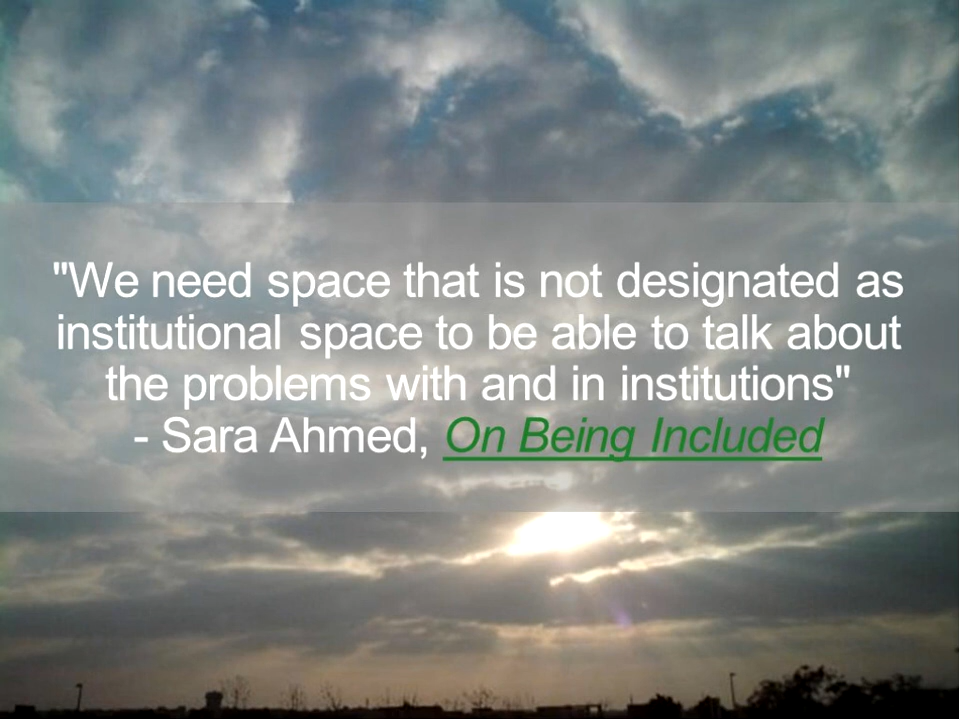 "We need space that is not designated as
institutional space to be able to talk about
the problems with and in institutions"
- Sara Ahmed, On Being Included